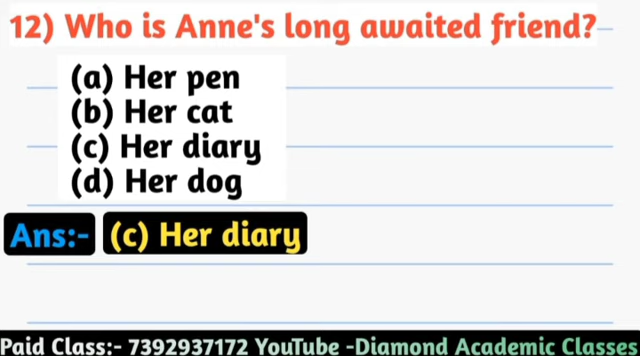 12) Who is Anne's long awaited friend?
(a) Her pen
(b) Her cat
(c) Her diary
(d) Her dog
Ans:- (c) Her diary
Paid Class:- 7392937172 YouTube -Diamond Academic Classes